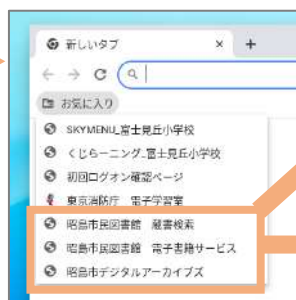 新しいタブ
お気に入り
SKYMENU_富士見丘小学校
くじらーニング_富士見丘小学校
初回ログオン確認ページ
東京消防庁　電子学習室
昭島市民図書館　蔵書検索
昭島市民図書館　電子書籍サービス
昭島市デジタルアーカイブズ